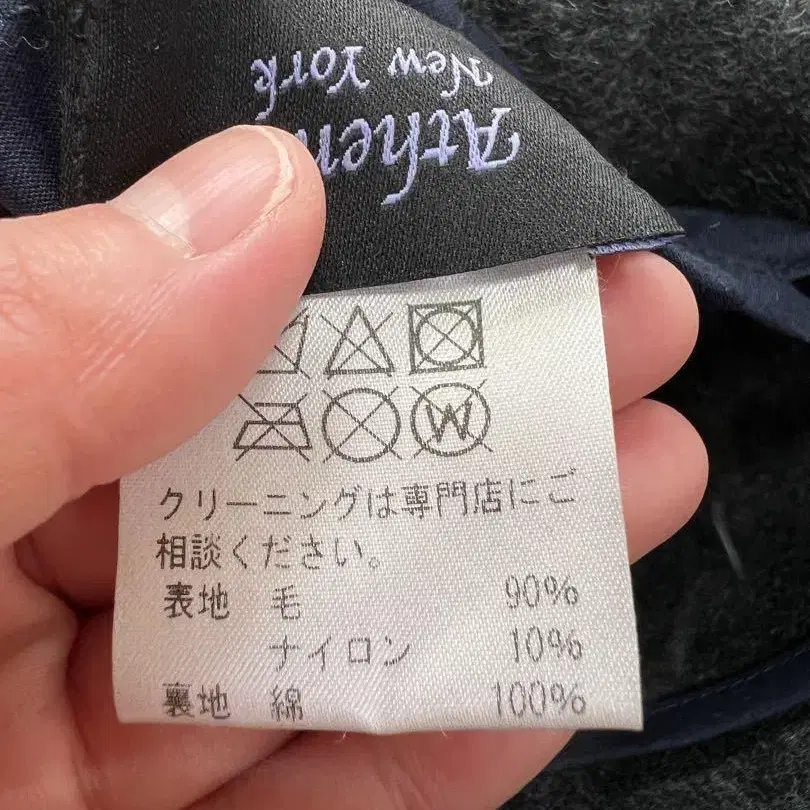 New York
クリーニングは専門店にご
相談ください。
表地 毛 90%
ナイロン 10%
裏地 綿 100%